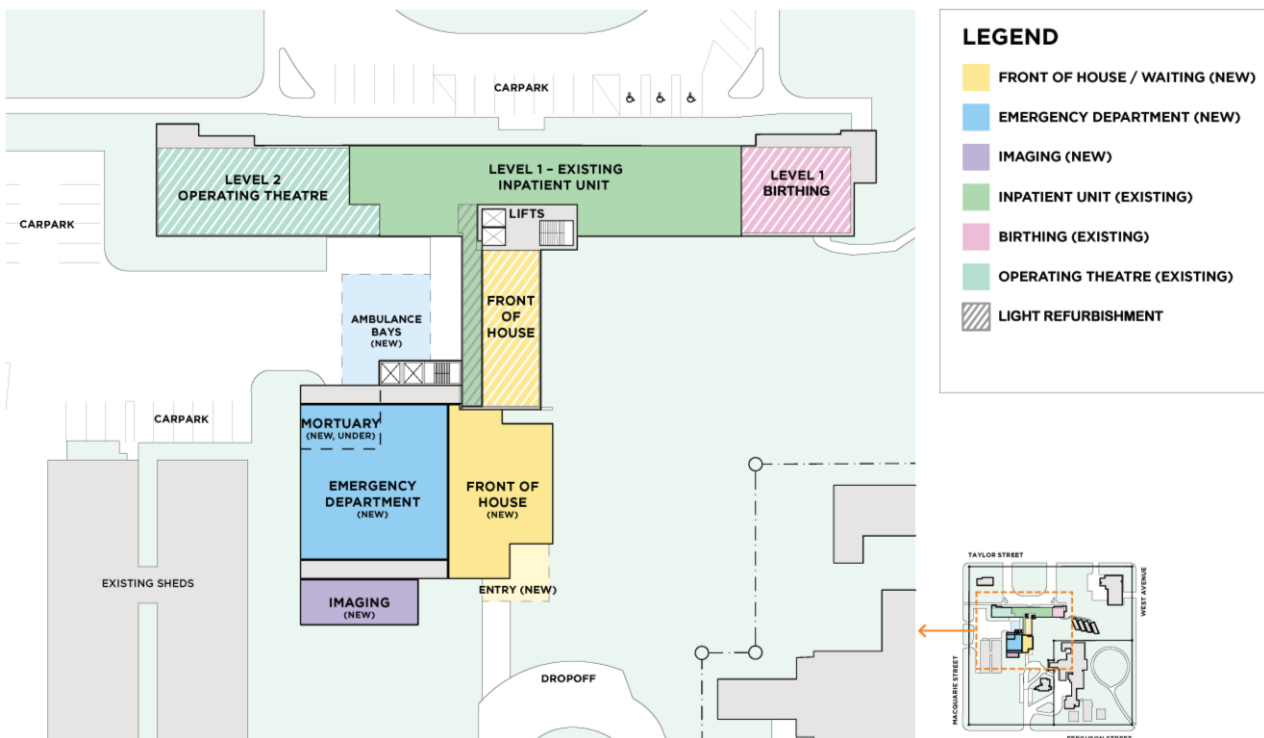 CARPARK
LEVEL 2
OPERATING THEATRE
LEVEL 1 – EXISTING
INPATIENT UNIT
LEVEL 1
BIRTHING
LIFTS
CARPARK
FRONT
OF
HOUSE
AMBULANCE
BAYS
(NEW)
CARPARK
MORTUARY
(NEW, UNDER)
EMERGENCY
DEPARTMENT
(NEW)
FRONT OF
HOUSE
(NEW)
EXISTING SHEDS
ENTRY (NEW)
IMAGING
(NEW)
DROPOFF
LEGEND
FRONT OF HOUSE / WAITING (NEW)
EMERGENCY DEPARTMENT (NEW)
IMAGING (NEW)
INPATIENT UNIT (EXISTING)
BIRTHING (EXISTING)
OPERATING THEATRE (EXISTING)
LIGHT REFURBISHMENT
TAYLOR STREET
WEST AVENUE
MACQUARIE STREET
FERGUSON STREET